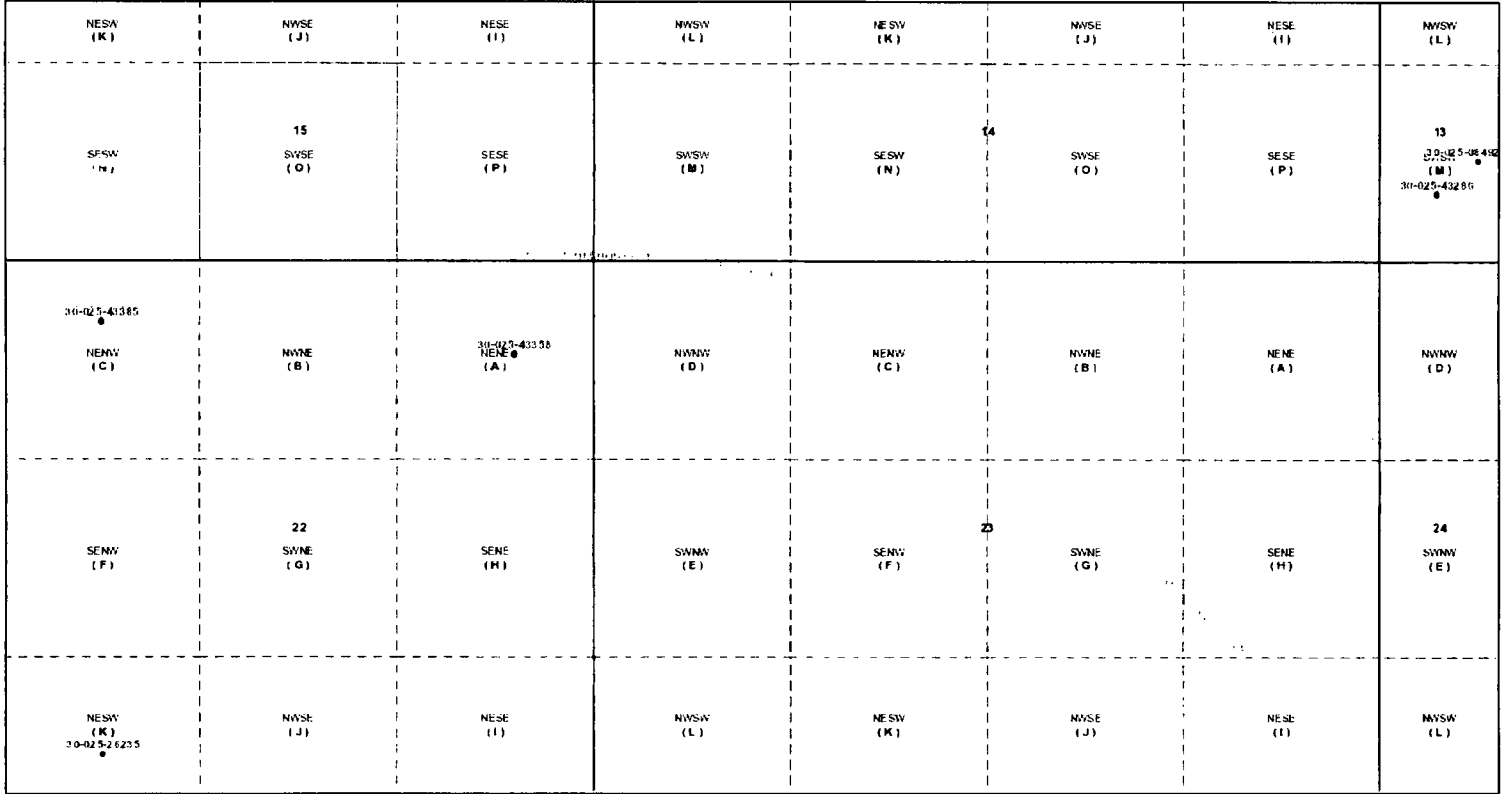 NESW NWSE NESE NWSW NESW NWSE NESE NWSW
(K) (J) (I) (L) (K) (J) (I) (L)
15 14 13
SESW SWSE SESE SWSW SESW SWSE SESE
30-025-08492
(O) (P) (M) (N) (O) (P) (M)
30-025-43286
30-025-43385
30-025-43358
NENW NWNE NENE NWNW NENW NWNE NENE NWNW
(C) (B) (A) (D) (C) (B) (A) (D)
22 23 24
SENW SWNE SENE SWNW SENW SWNE SENE SWNW
(F) (G) (H) (E) (F) (G) (H) (E)
NESW NWSE NESE NWSW NESW NWSE NESE NWSW
(K) (J) (I) (L) (K) (J) (I) (L)
30-025-26235